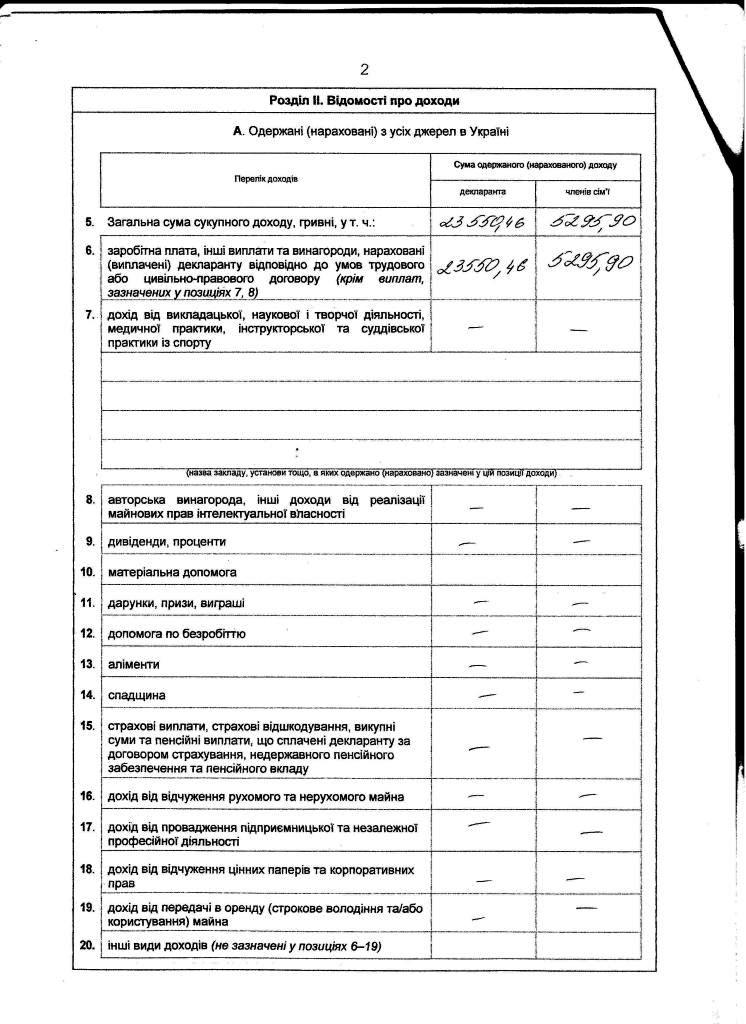 2
Розділ II. Відомості про доходи
А. Одержані (нараховані) з усіх джерел в Україні
Перелік доходів
Сума одержаного (нарахованого) доходу
декларанта
членів сім'ї
5. Загальна сума сукупного доходу, гривні, у т. ч.: 23550,46 5295,90
6. заробітна плата, інші виплати та винагороди, нараховані
(виплачені) декларанту відповідно до умов трудового
або цивільно-правового договору (крім виплат,
зазначених у позиціях 7, 8)
23550,46 5295,90
7. дохід від викладацької, наукової і творчої діяльності,
медичної практики, інструкторської та суддівської
практики із спорту
— —
(назва закладу, установи тощо, в яких одержано (нараховано) зазначені у цій позиції доходи)
8. авторська винагорода, інші доходи від реалізації
майнових прав інтелектуальної власності
— —
9. дивіденди, проценти — —
10. матеріальна допомога
11. дарунки, призи, виграші — —
12. допомога по безробіттю — —
13. аліменти — —
14. спадщина — —
15. страхові виплати, страхові відшкодування, викупні
суми та пенсійні виплати, що сплачені декларанту за
договором страхування, недержавного пенсійного
забезпечення та пенсійного вкладу
— —
16. дохід від відчуження рухомого та нерухомого майна — —
17. дохід від провадження підприємницької та незалежної
професійної діяльності
— —
18. дохід від відчуження цінних паперів та корпоративних
прав
— —
19. дохід від передачі в оренду (строкове володіння та/або
користування) майна
— —
20. інші види доходів (не зазначені у позиціях 6–19)